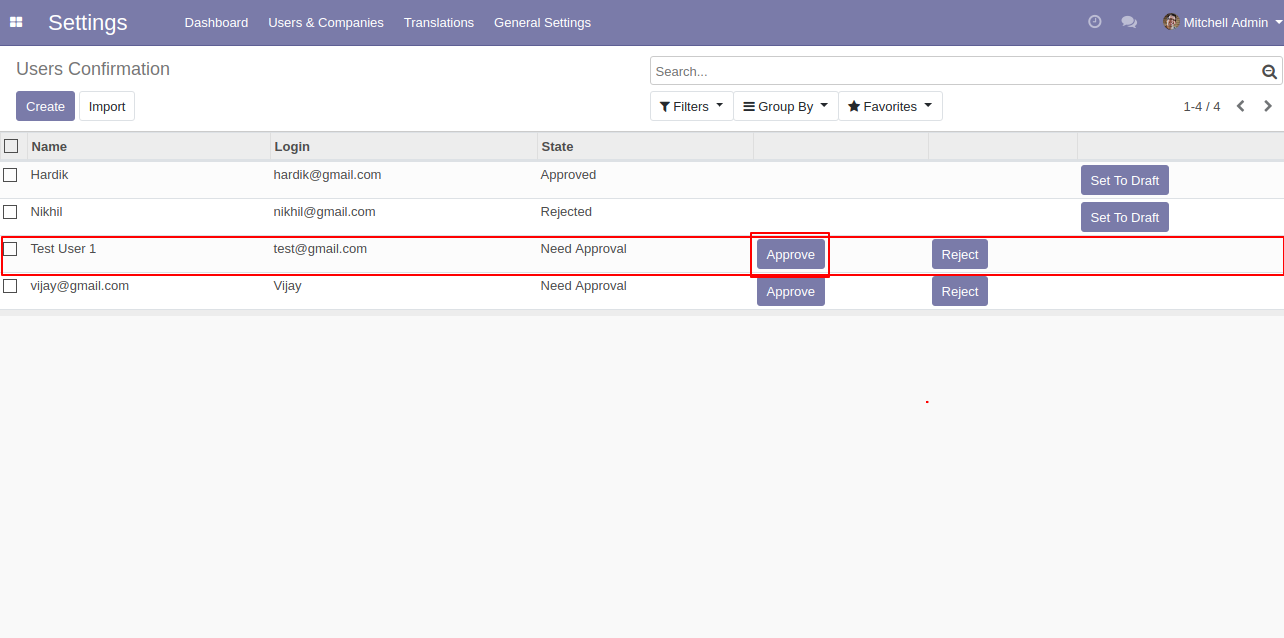 Settings Dashboard Users & Companies Translations General Settings Mitchell Admin
Users Confirmation Search...
Create Import Filters Group By Favorites 1-4 / 4
Name Login State
Hardik hardik@gmail.com Approved Set To Draft
Nikhil nikhil@gmail.com Rejected Set To Draft
Test User 1 test@gmail.com Need Approval Approve Reject
vijay@gmail.com Vijay Need Approval Approve Reject